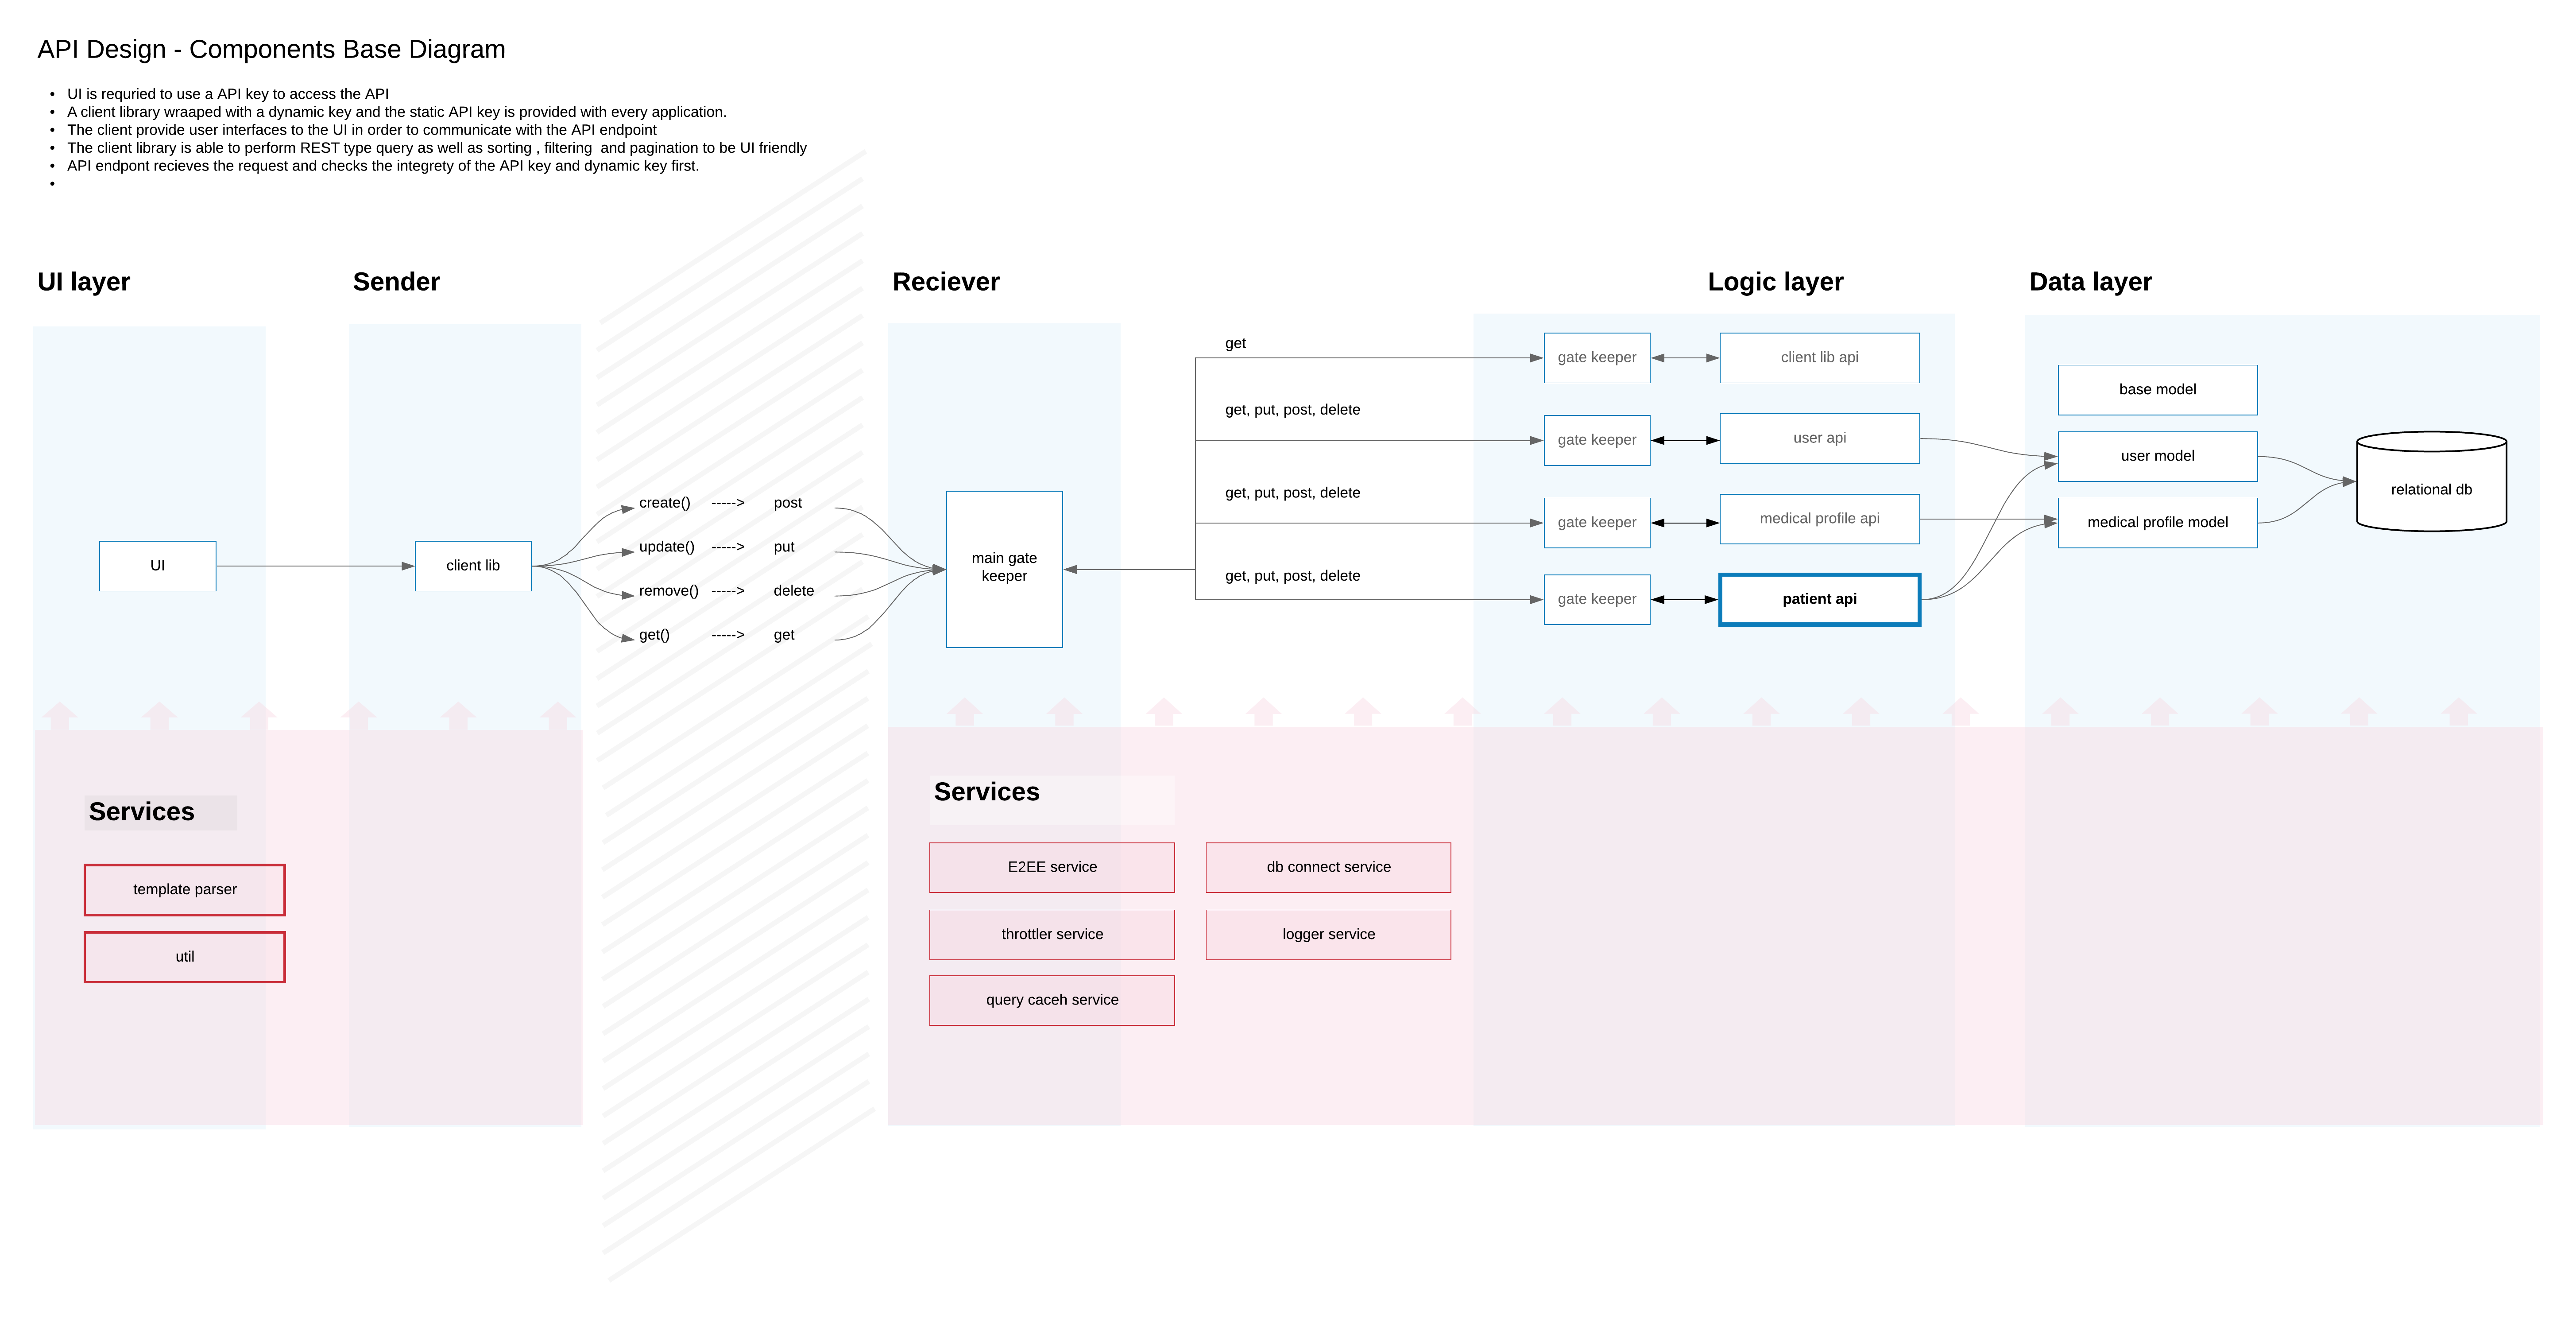 API Design - Components Base Diagram
• UI is requried to use a API key to access the API
• A client library wraaped with a dynamic key and the static API key is provided with every application.
• The client provide user interfaces to the UI in order to communicate with the API endpoint
• The client library is able to perform REST type query as well as sorting , filtering  and pagination to be UI friendly
• API endpont recieves the request and checks the integrety of the API key and dynamic key first.
•
UI layer
Sender
Reciever
Logic layer
Data layer
UI
client lib
create() -----> post
update() -----> put
remove() -----> delete
get() -----> get
main gate
keeper
get
get, put, post, delete
get, put, post, delete
get, put, post, delete
gate keeper
client lib api
gate keeper
user api
gate keeper
medical profile api
gate keeper
patient api
base model
user model
medical profile model
relational db
Services
template parser
util
Services
E2EE service
db connect service
throttler service
logger service
query caceh service